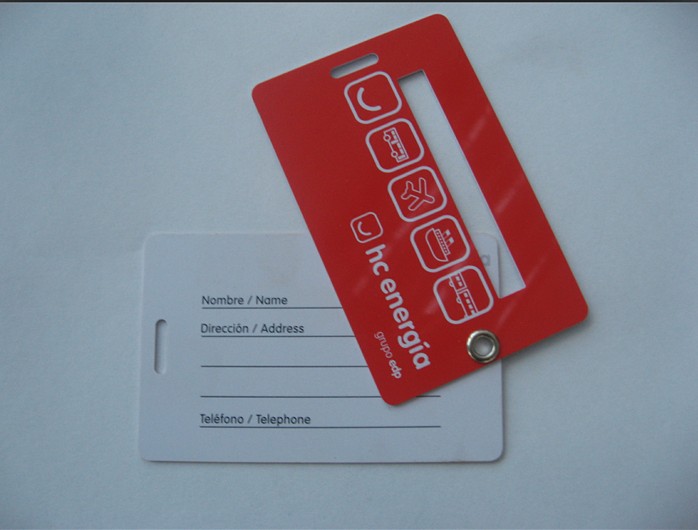 hc energía
grupo edp
Nombre / Name
Dirección / Address
Teléfono / Telephone